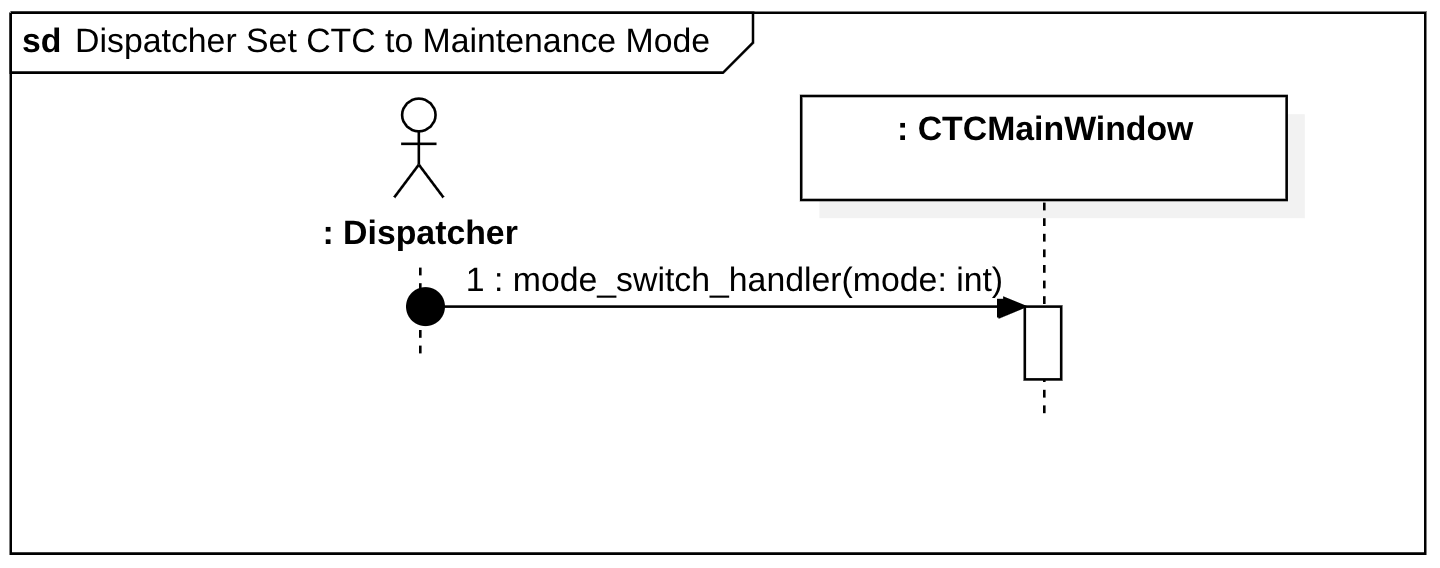 sd Dispatcher Set CTC to Maintenance Mode
: CTCMainWindow
: Dispatcher
1 : mode_switch_handler(mode: int)